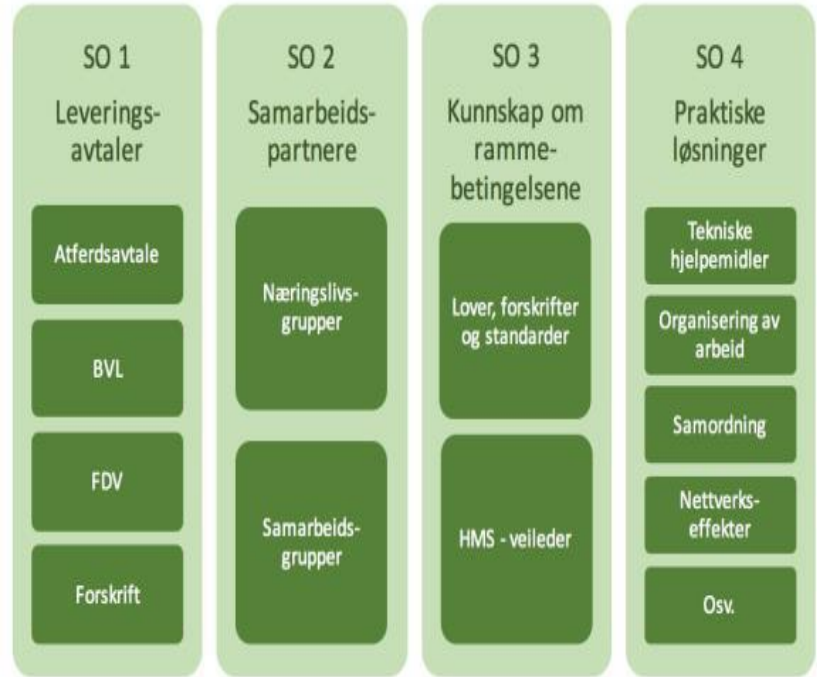 SO 1
Leverings-
avtaler
Atferdsavtale
BVL
FDV
Forskrift
SO 2
Samarbeids-
partnere
Næringslivs-
grupper
Samarbeids-
grupper
SO 3
Kunnskap om
ramme-
betingelsene
Lover, forskrifter
og standarder
HMS - veileder
SO 4
Praktiske
løsninger
Tekniske
hjelpemidler
Organisering av
arbeid
Samordning
Nettverks-
effekter
Osv.